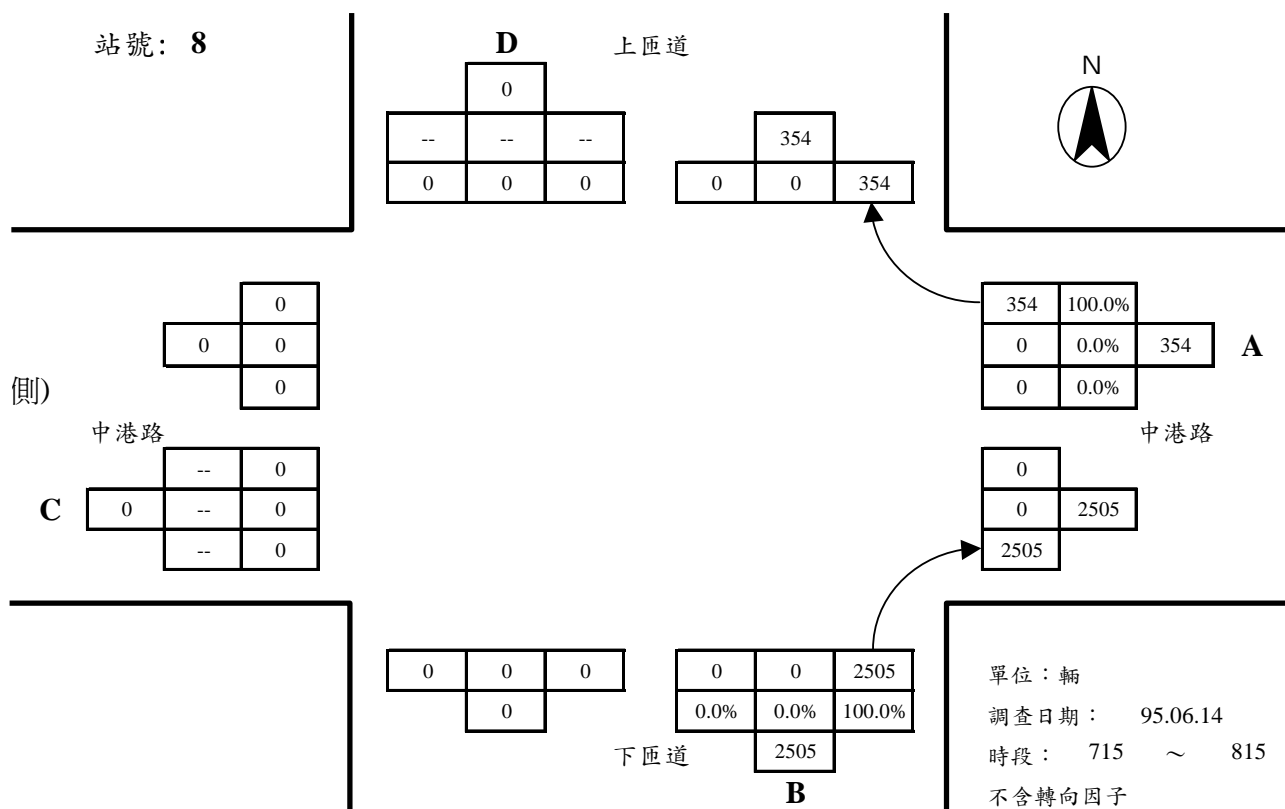 站號: 8
D
上匝道
N
0
-- -- --
0 0 0
354
0 0 354
0
0 0
0
354 100.0%
0 0.0% 354
0 0.0%
A
側)
中港路
中港路
-- 0
0 -- 0
-- 0
C
0
0 2505
2505
0 0 0
0
0 0 2505
0.0% 0.0% 100.0%
2505
下匝道
B
單位：輛
調查日期： 95.06.14
時段： 715 ～ 815
不含轉向因子